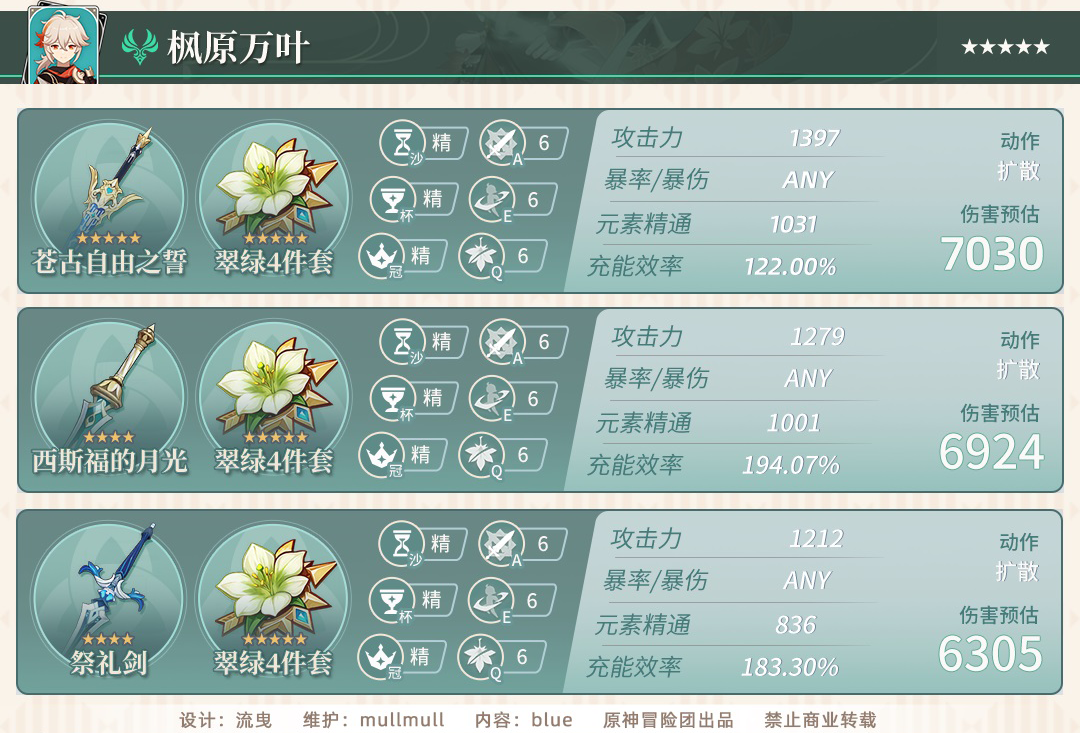 枫原万叶 ★★★★★
沙 精 A 6
杯 精 E 6
冠 精 Q 6
★★★★★ ★★★★★
苍古自由之誓 翠绿4件套
攻击力 1397
暴率/暴伤 ANY
元素精通 1031
充能效率 122.00%
动作
扩散
伤害预估
7030
沙 精 A 6
杯 精 E 6
冠 精 Q 6
★★★★ ★★★★★
西斯福的月光 翠绿4件套
攻击力 1279
暴率/暴伤 ANY
元素精通 1001
充能效率 194.07%
动作
扩散
伤害预估
6924
沙 精 A 6
杯 精 E 6
冠 精 Q 6
★★★★ ★★★★★
祭礼剑 翠绿4件套
攻击力 1212
暴率/暴伤 ANY
元素精通 836
充能效率 183.30%
动作
扩散
伤害预估
6305
设计：流曳 维护：mullmull 内容：blue 原神冒险团出品 禁止商业转载